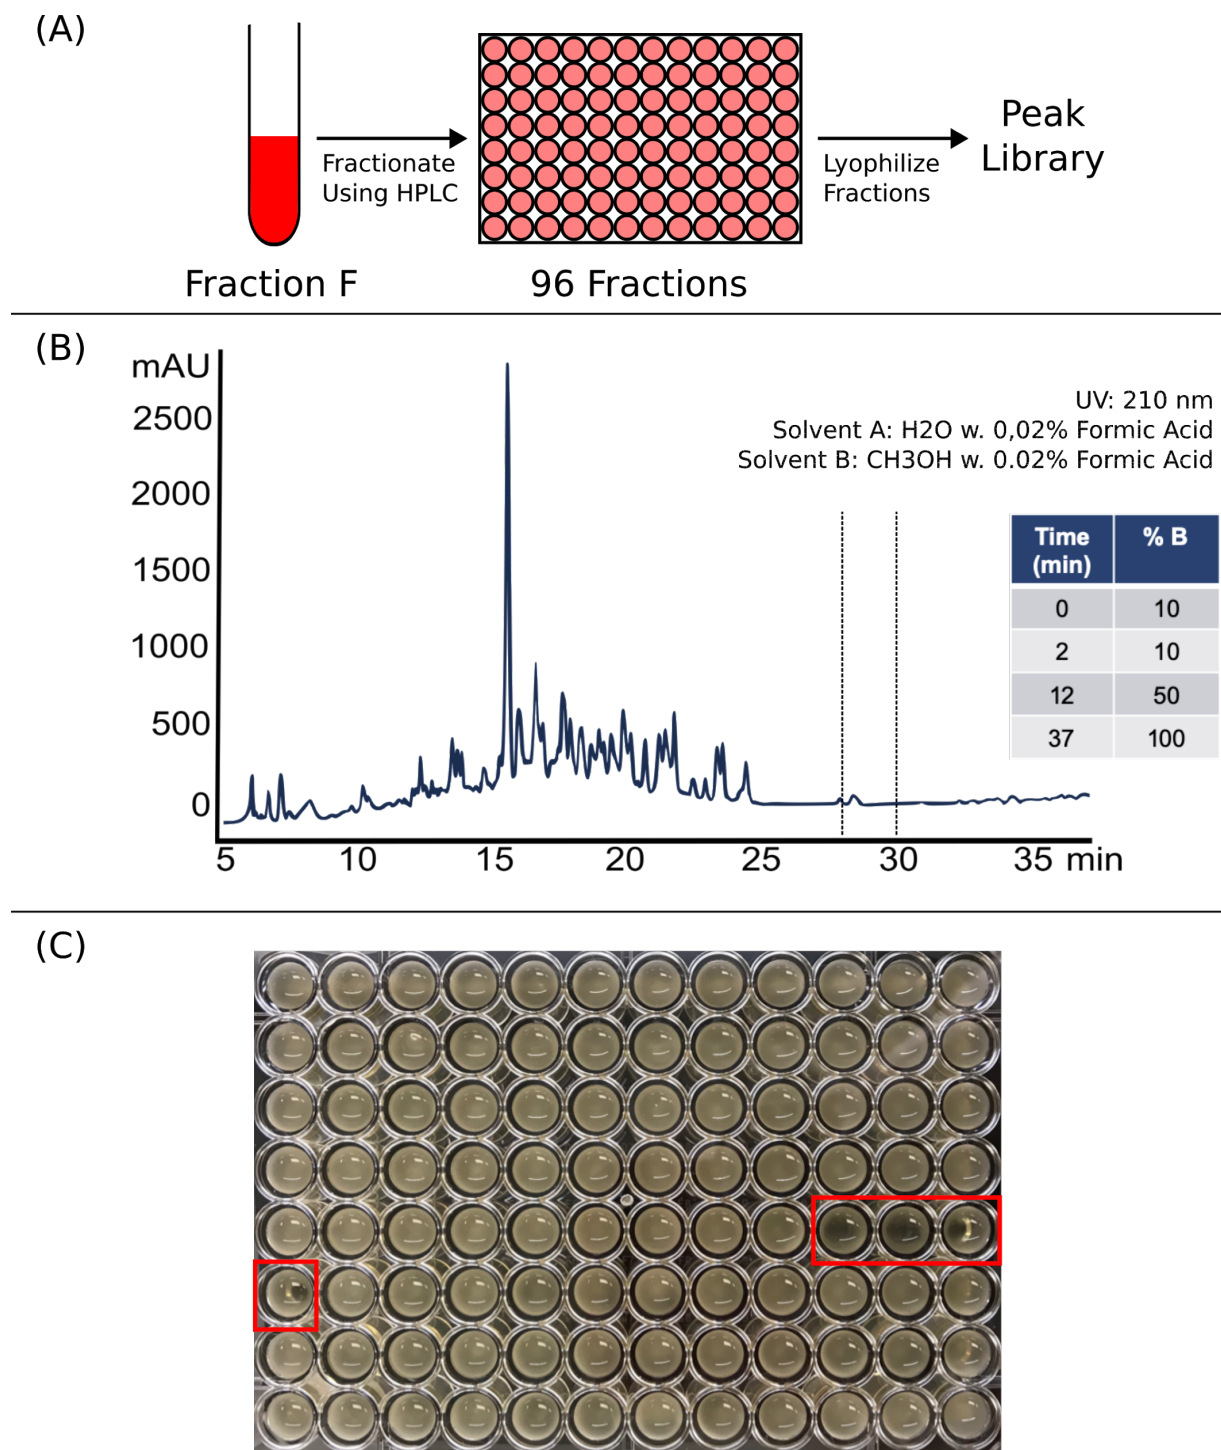 (A)
Fractionate
Using HPLC
Lyophilize
Fractions
Peak
Library
Fraction F
96 Fractions
(B)
mAU
2500
2000
1500
1000
500
0
5 10 15 20 25 30 35 min
UV: 210 nm
Solvent A: H2O w. 0,02% Formic Acid
Solvent B: CH3OH w. 0.02% Formic Acid
Time (min) % B
0 10
2 10
12 50
37 100
(C)